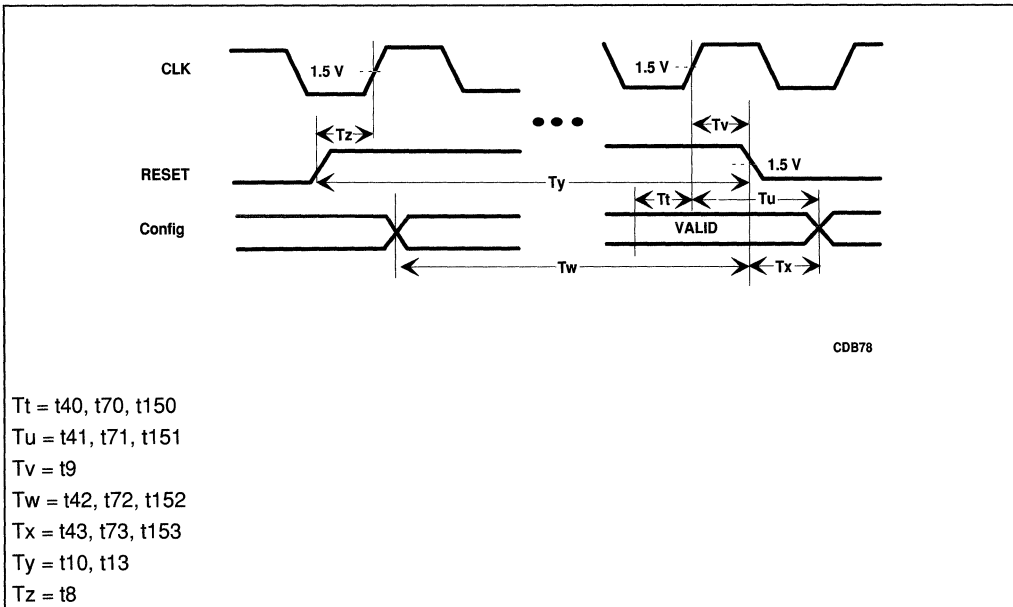 CLK
1.5 V
1.5 V
Tz
Tv
RESET
1.5 V
Ty
Tt
Tu
Config
VALID
Tw
Tx
CDB78
Tt = t40, t70, t150
Tu = t41, t71, t151
Tv = t9
Tw = t42, t72, t152
Tx = t43, t73, t153
Ty = t10, t13
Tz = t8